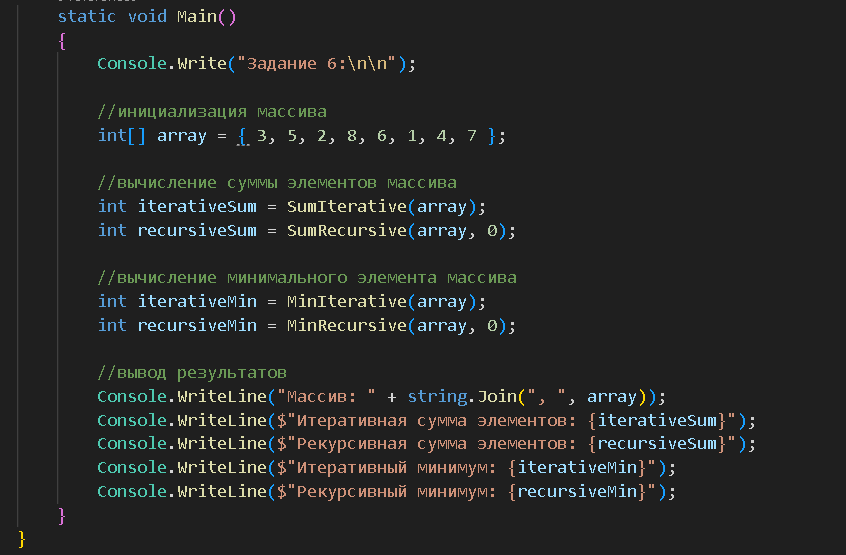 static void Main()
{
Console.Write("Задание 6:\n\n");
//инициализация массива
int[] array = { 3, 5, 2, 8, 6, 1, 4, 7 };
//вычисление суммы элементов массива
int iterativeSum = SumIterative(array);
int recursiveSum = SumRecursive(array, 0);
//вычисление минимального элемента массива
int iterativeMin = MinIterative(array);
int recursiveMin = MinRecursive(array, 0);
//вывод результатов
Console.WriteLine("Массив: " + string.Join(", ", array));
Console.WriteLine($"Итеративная сумма элементов: {iterativeSum}");
Console.WriteLine($"Рекурсивная сумма элементов: {recursiveSum}");
Console.WriteLine($"Итеративный минимум: {iterativeMin}");
Console.WriteLine($"Рекурсивный минимум: {recursiveMin}");
}
}